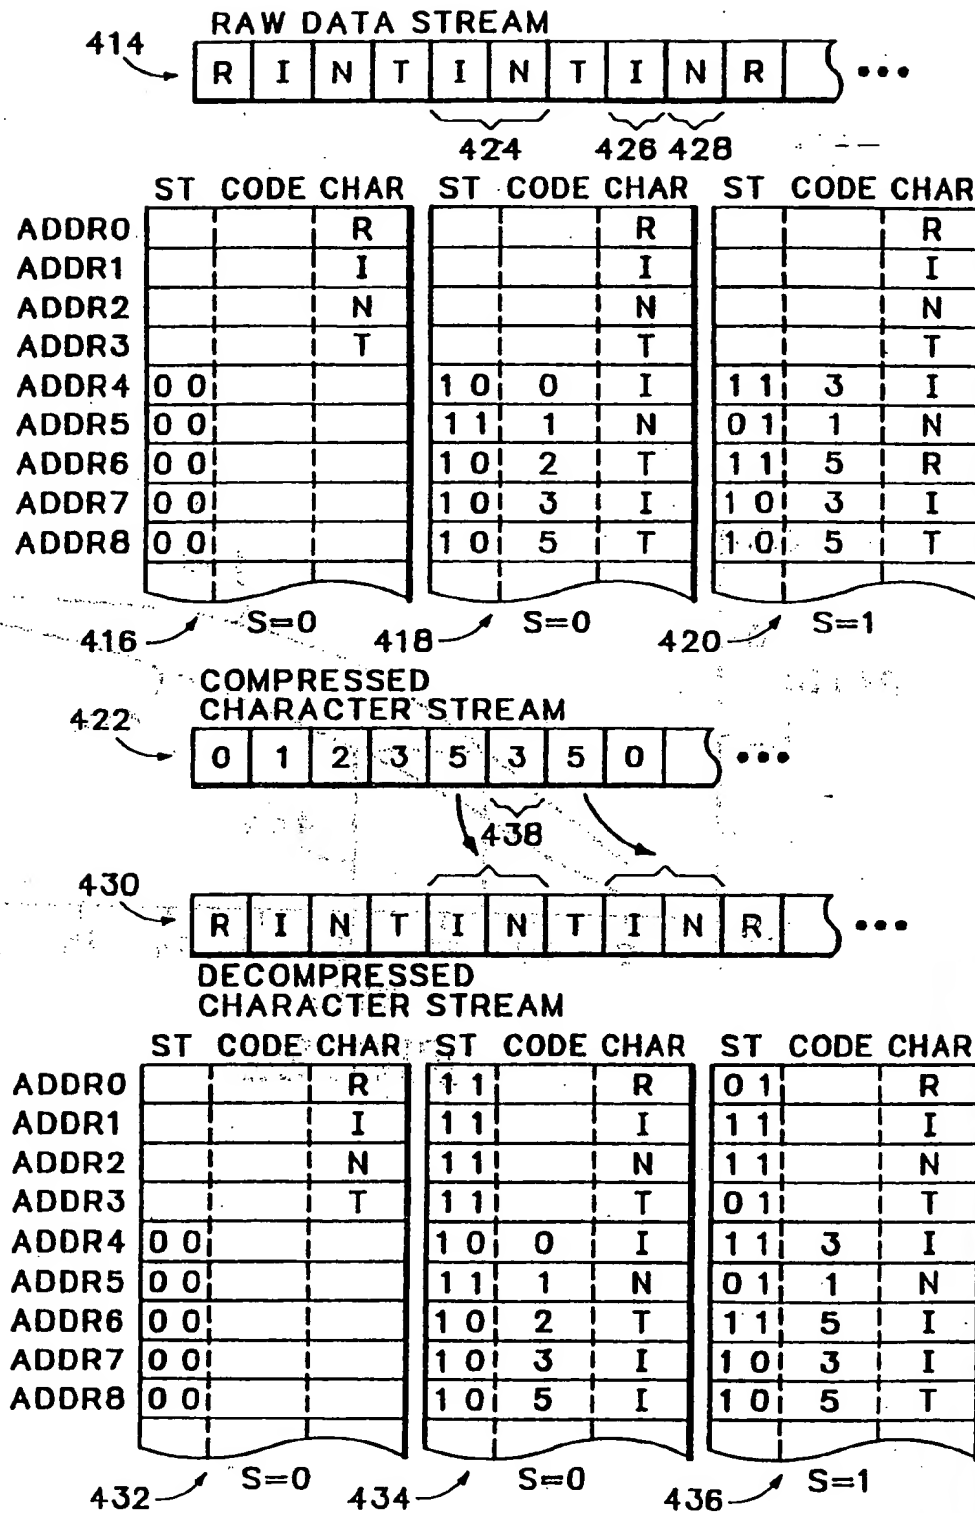 RAW DATA STREAM
414
R I N T I N T I N R •••
424 426 428
ST CODE CHAR ST CODE CHAR ST CODE CHAR
ADDR0 R R R
ADDR1 I I I
ADDR2 N N N
ADDR3 T T T
ADDR4 0 0 1 0 0 I 1 1 3 I
ADDR5 0 0 1 1 1 N 0 1 1 N
ADDR6 0 0 1 0 2 T 1 1 5 R
ADDR7 0 0 1 0 3 I 1 0 3 I
ADDR8 0 0 1 0 5 T 1 0 5 T
416 S=0 418 S=0 420 S=1
COMPRESSED
CHARACTER STREAM
422
0 1 2 3 5 3 5 0 •••
438
430
R I N T I N T I N R •••
DECOMPRESSED
CHARACTER STREAM
ST CODE CHAR ST CODE CHAR ST CODE CHAR
ADDR0 R 1 1 R 0 1 R
ADDR1 I 1 1 I 1 1 I
ADDR2 N 1 1 N 1 1 N
ADDR3 T 1 1 T 0 1 T
ADDR4 0 0 1 0 0 I 1 1 3 I
ADDR5 0 0 1 1 1 N 0 1 1 N
ADDR6 0 0 1 0 2 T 1 1 5 I
ADDR7 0 0 1 0 3 I 1 0 3 I
ADDR8 0 0 1 0 5 I 1 0 5 T
432 S=0 434 S=0 436 S=1